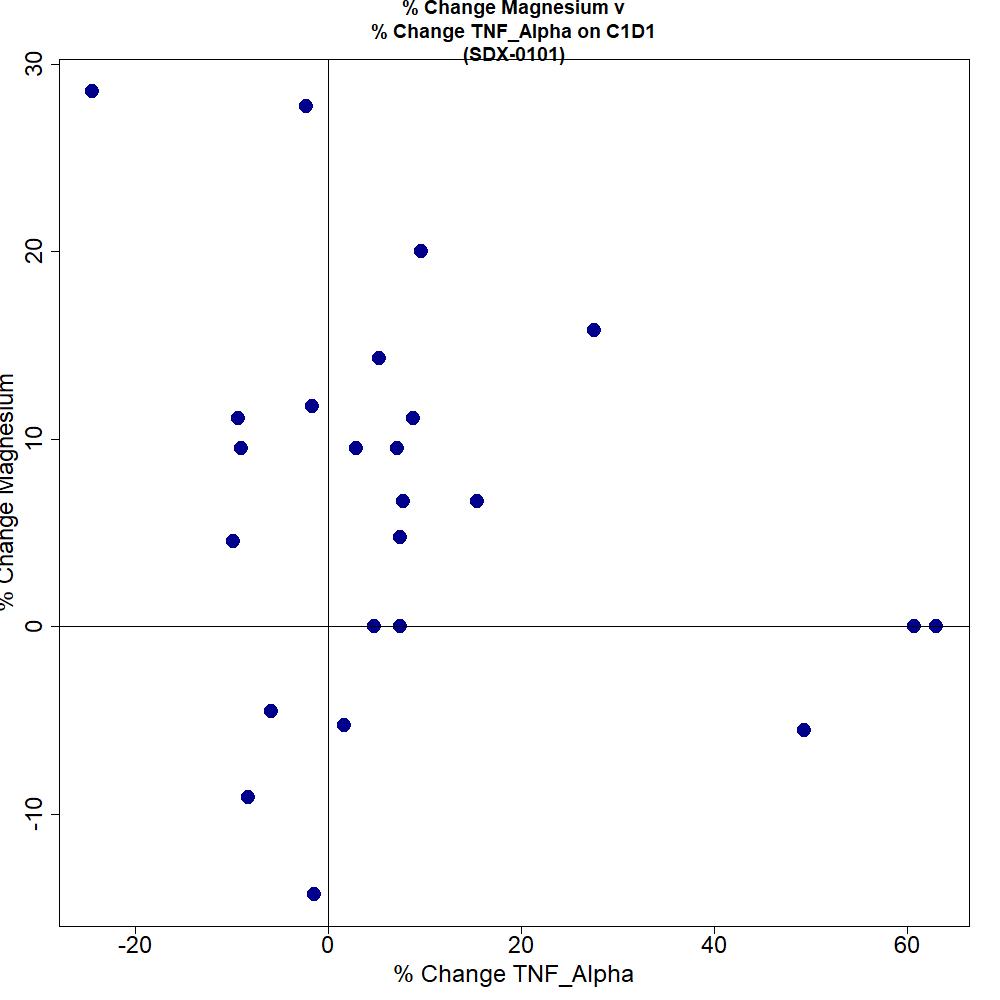 % Change Magnesium v
% Change TNF_Alpha on C1D1
(SDX-0101)
30
20
10
0
-10
% Change Magnesium
-20
0
20
40
60
% Change TNF_Alpha